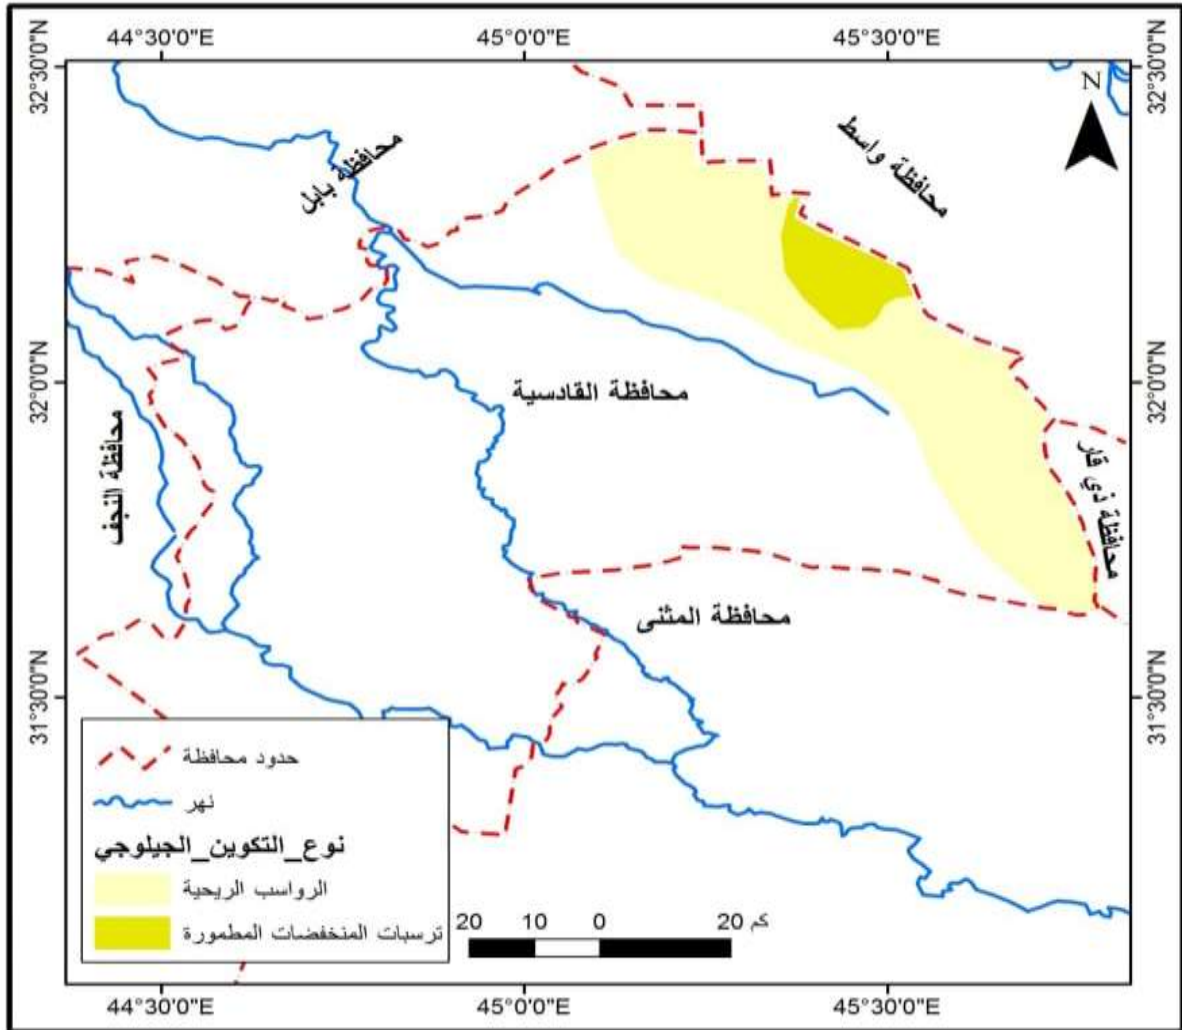 44°30'0"E 45°0'0"E 45°30'0"E
32°30'0"N
32°30'0"N
N
محافظة واسط
محافظة بابل
32°0'0"N
32°0'0"N
محافظة القادسية
محافظة النجف
محافظة ذي قار
محافظة المثنى
31°30'0"N
31°30'0"N
حدود محافظة
نهر
نوع_التكوين_الجيلوجي
الرواسب الريحية
ترسبات المنخفضات المطمورة
20 10 0 20 كم
44°30'0"E 45°0'0"E 45°30'0"E